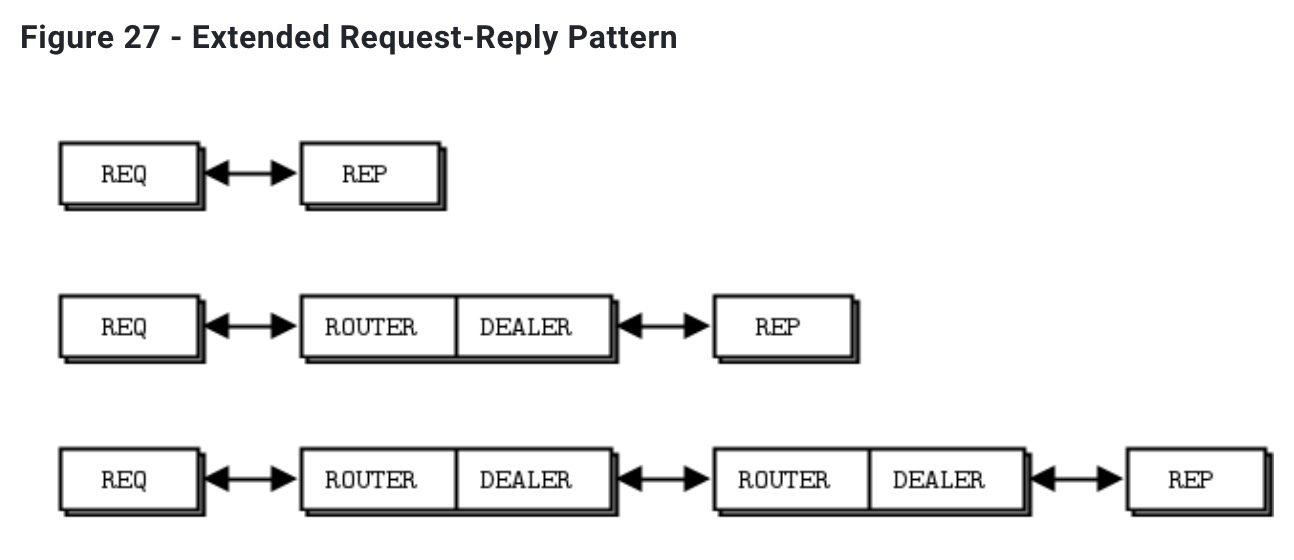 Figure 27 - Extended Request-Reply Pattern
REQ REP
REQ ROUTER DEALER REP
REQ ROUTER DEALER ROUTER DEALER REP